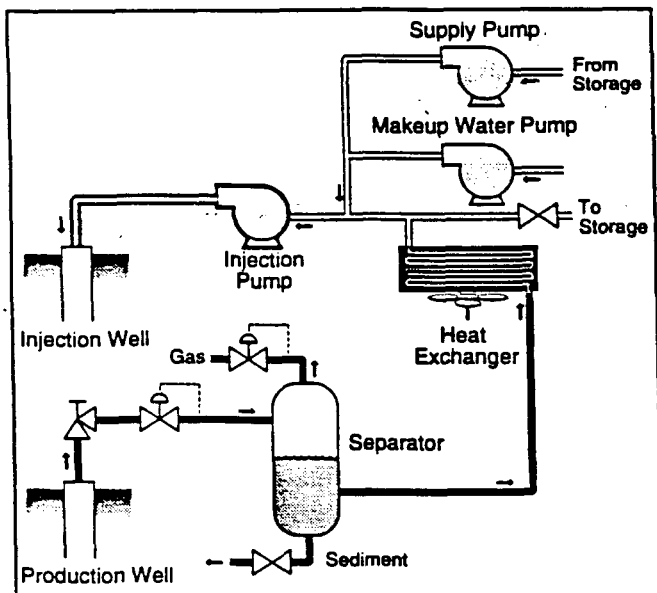 Supply Pump
From
Storage
Makeup Water Pump
To
Storage
Injection
Pump
Injection Well
Heat
Exchanger
Gas
Separator
Sediment
Production Well